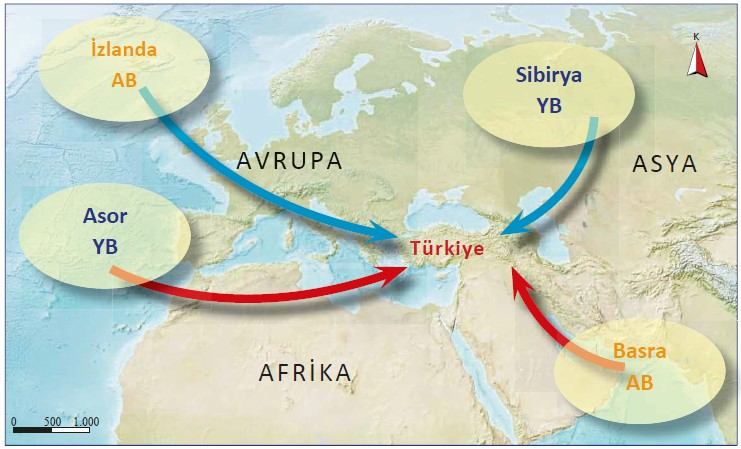 İzlanda
AB
Sibirya
YB
K
AVRUPA
ASYA
Asor
YB
Türkiye
AFRİKA
Basra
AB
0 500 1.000